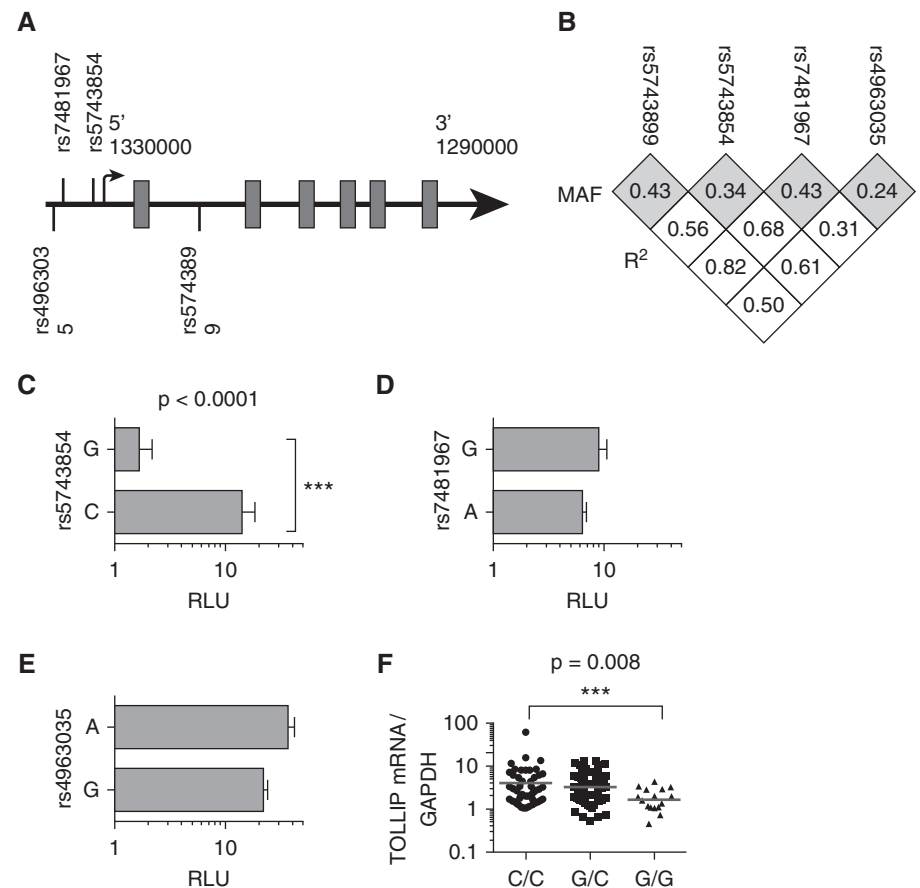 A
rs7481967
rs5743854
5'
1330000
3'
1290000
rs496303
5
rs574389
9
B
rs5743899
rs5743854
rs7481967
rs4963035
MAF
0.43
0.34
0.43
0.24
0.56
0.68
0.31
R2
0.82
0.61
0.50
C
p < 0.0001
rs5743854
G
C
***
1
10
RLU
D
rs7481967
G
A
1
10
RLU
E
rs4963035
A
G
1
10
RLU
F
p = 0.008
***
TOLLIP mRNA/
GAPDH
100
10
1
0.1
C/C
G/C
G/G